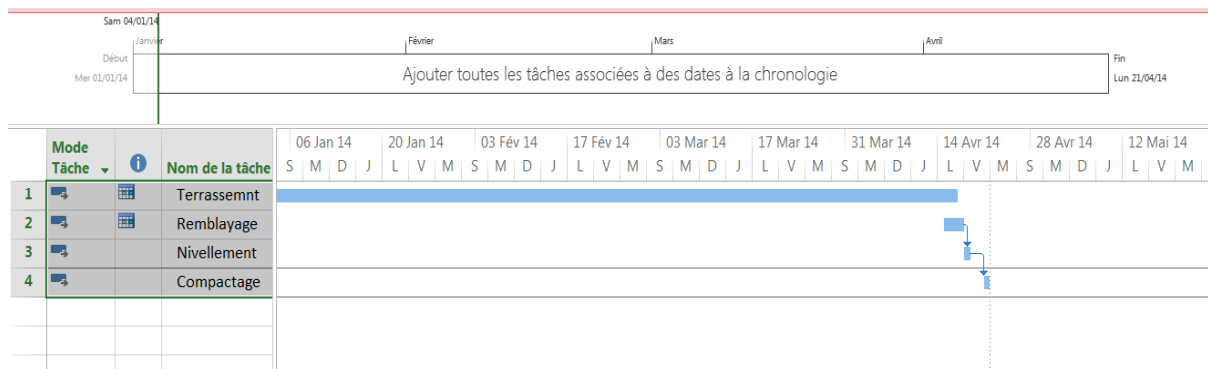 Sam 04/01/14
Janvier Février Mars Avril
Début
Mer 01/01/14
Ajouter toutes les tâches associées à des dates à la chronologie
Fin
Lun 21/04/14
Mode Tâche Nom de la tâche
06 Jan 14 20 Jan 14 03 Fév 14 17 Fév 14 03 Mar 14 17 Mar 14 31 Mar 14 14 Avr 14 28 Avr 14 12 Mai 14
S M D J L V M S M D J L V M S M D J L V M S M D J L V M S M D J L V M
1 Terrassemnt
2 Remblayage
3 Nivellement
4 Compactage